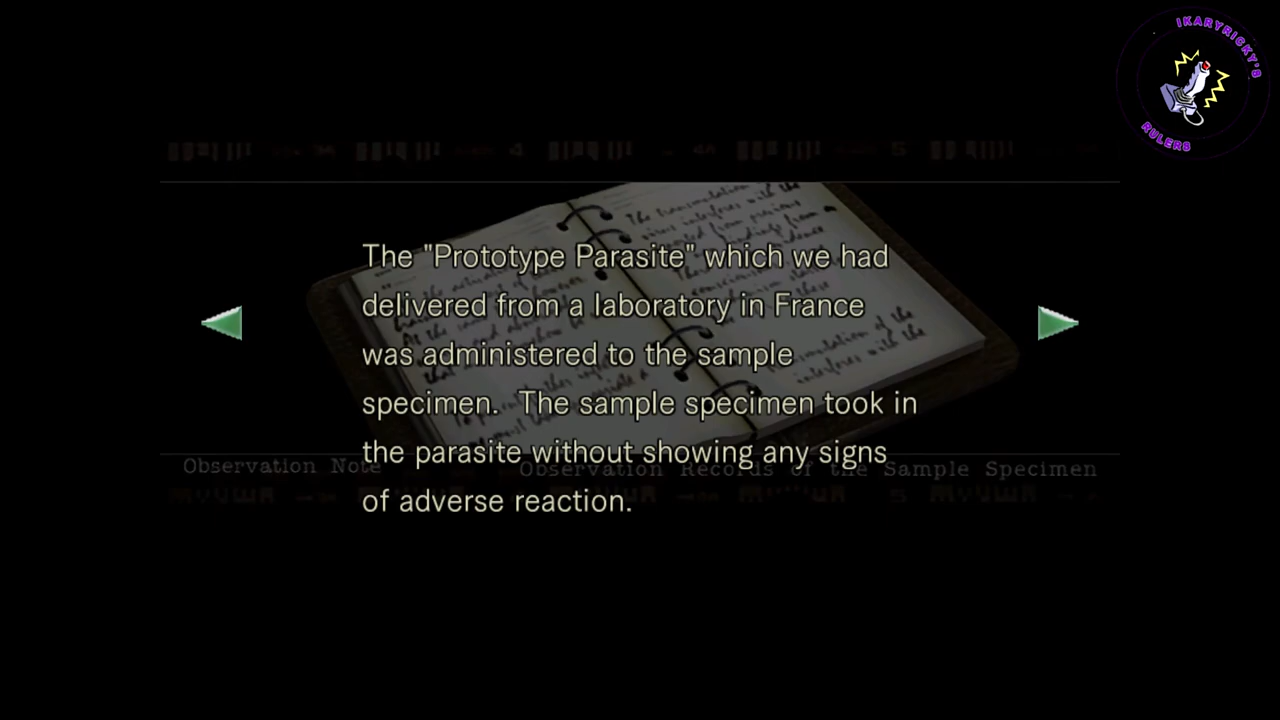 IKARYRICKY'S
RULERS
The "Prototype Parasite" which we had
delivered from a laboratory in France
was administered to the sample
specimen.  The sample specimen took in
the parasite without showing any signs
of adverse reaction.
Observation Note
Observation Records of the Sample Specimen